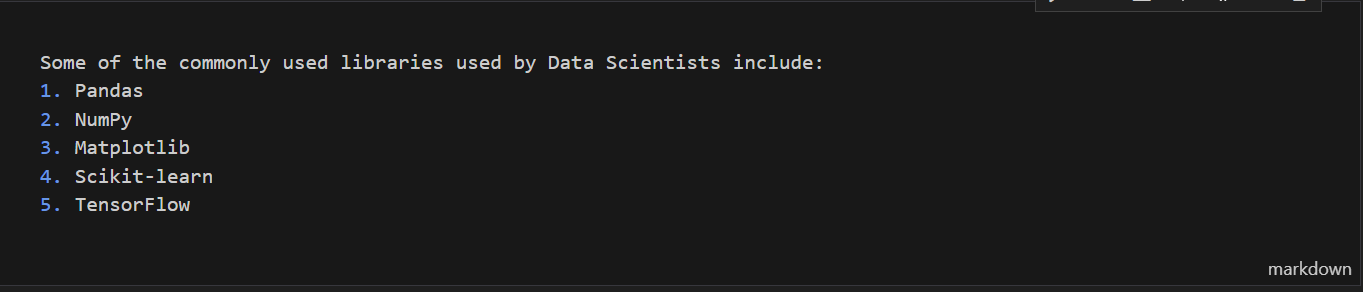 Some of the commonly used libraries used by Data Scientists include:
1. Pandas
2. NumPy
3. Matplotlib
4. Scikit-learn
5. TensorFlow
markdown